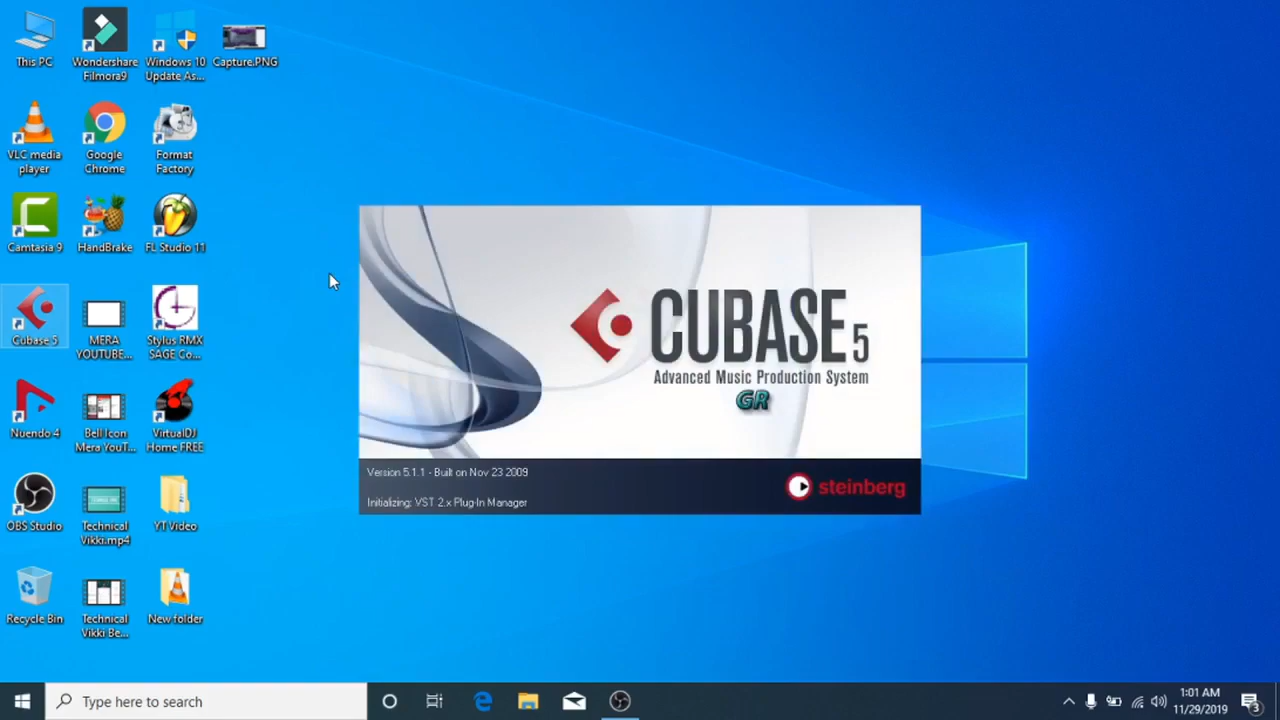 This PC
Wondershare
Filmora9
Windows 10
Update As...
Capture.PNG
VLC media
player
Google
Chrome
Format
Factory
Camtasia 9
HandBrake
FL Studio 11
Cubase 5
MERA
YOUTUBE...
Stylus RMX
SAGE Co...
Nuendo 4
Bell Icon
Mera YouT...
VirtualDJ
Home FREE
OBS Studio
Technical
Vikki.mp4
YT Video
Recycle Bin
Technical
Vikki Be...
New folder
CUBASE 5
Advanced Music Production System
GR
Version 5.1.1 - Built on Nov 23 2009
Initializing: VST 2.x Plug-In Manager
steinberg
Type here to search
1:01 AM
11/29/2019
3